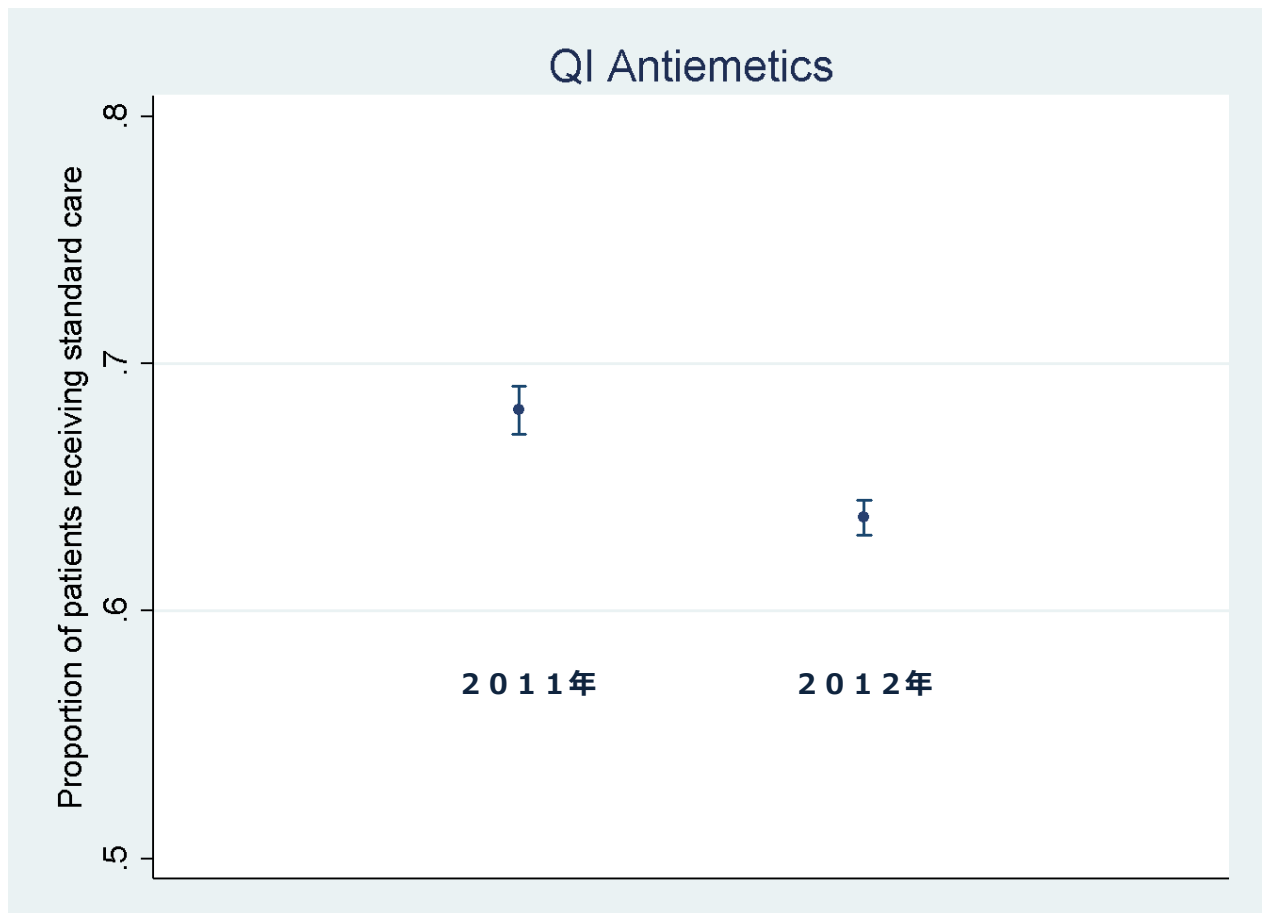 QI Antiemetics
Proportion of patients receiving standard care
.8
.7
.6
.5
２０１１年
２０１２年